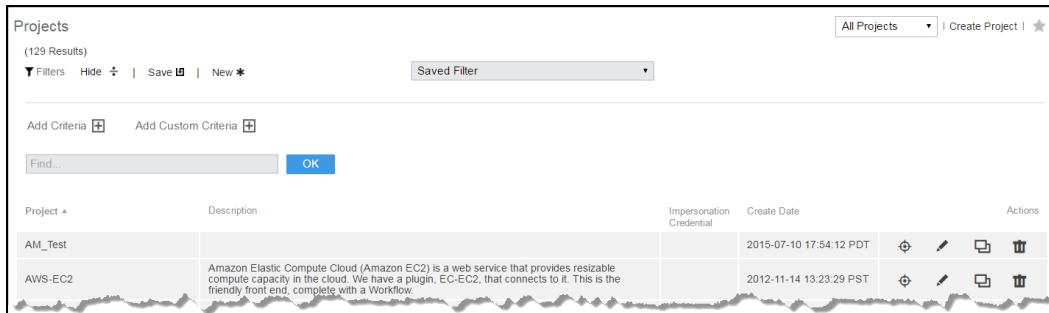 Projects
All Projects | Create Project |
(129 Results)
Filters Hide | Save | New
Saved Filter
Add Criteria Add Custom Criteria
Find...
OK
Project Description Impersonation Credential Create Date Actions
AM_Test 2015-07-10 17:54:12 PDT
AWS-EC2
Amazon Elastic Compute Cloud (Amazon EC2) is a web service that provides resizable
compute capacity in the cloud. We have a plugin, EC-EC2, that connects to it. This is the
friendly front end, complete with a Workflow.
2012-11-14 13:23:29 PST